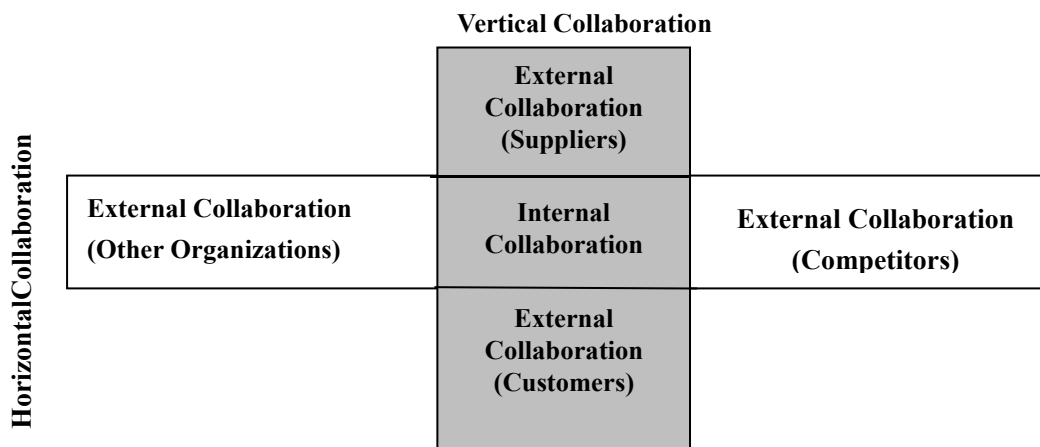 Vertical Collaboration
External
Collaboration
(Suppliers)
HorizontalCollaboration
External Collaboration
(Other Organizations)
Internal
Collaboration
External Collaboration
(Competitors)
External
Collaboration
(Customers)